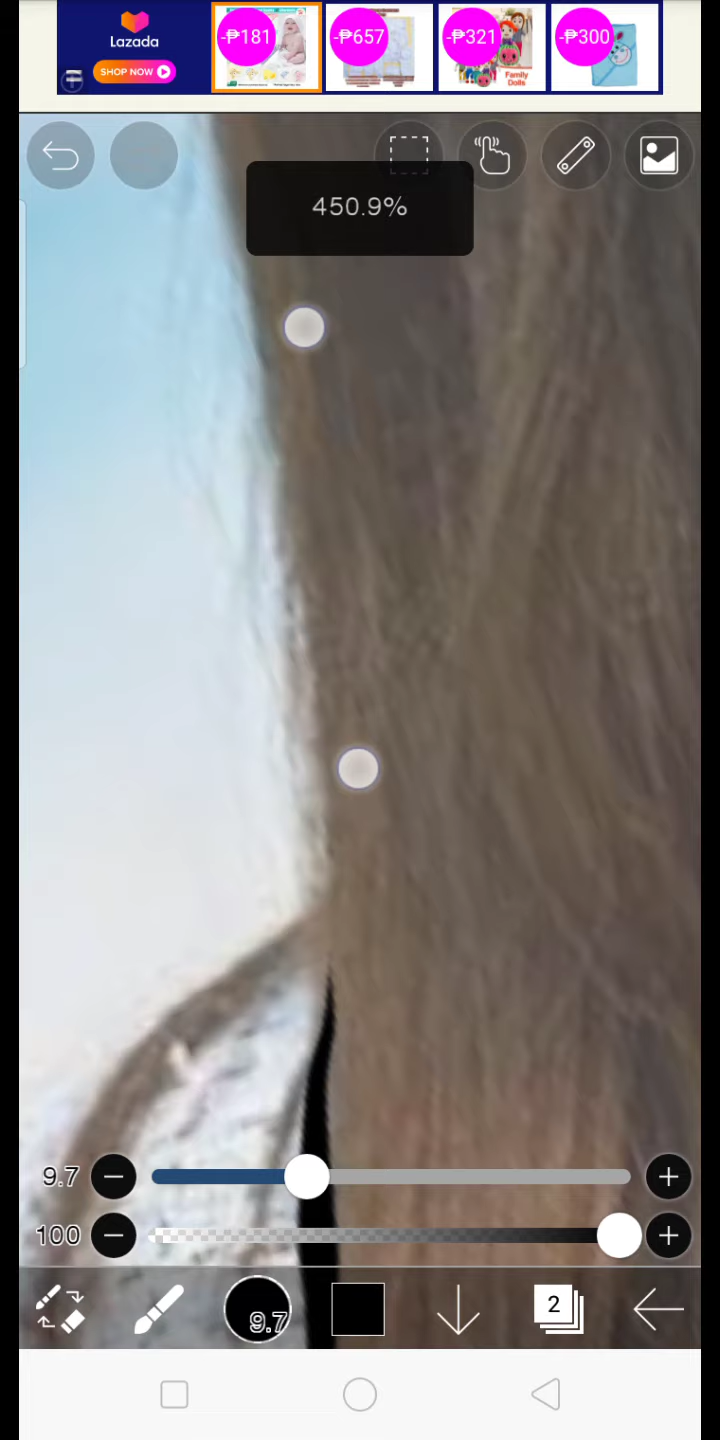 Lazada
SHOP NOW
-₱181
-₱657
-₱321
-₱300
Family
Dolls
450.9%
9.7
100
9.7
2